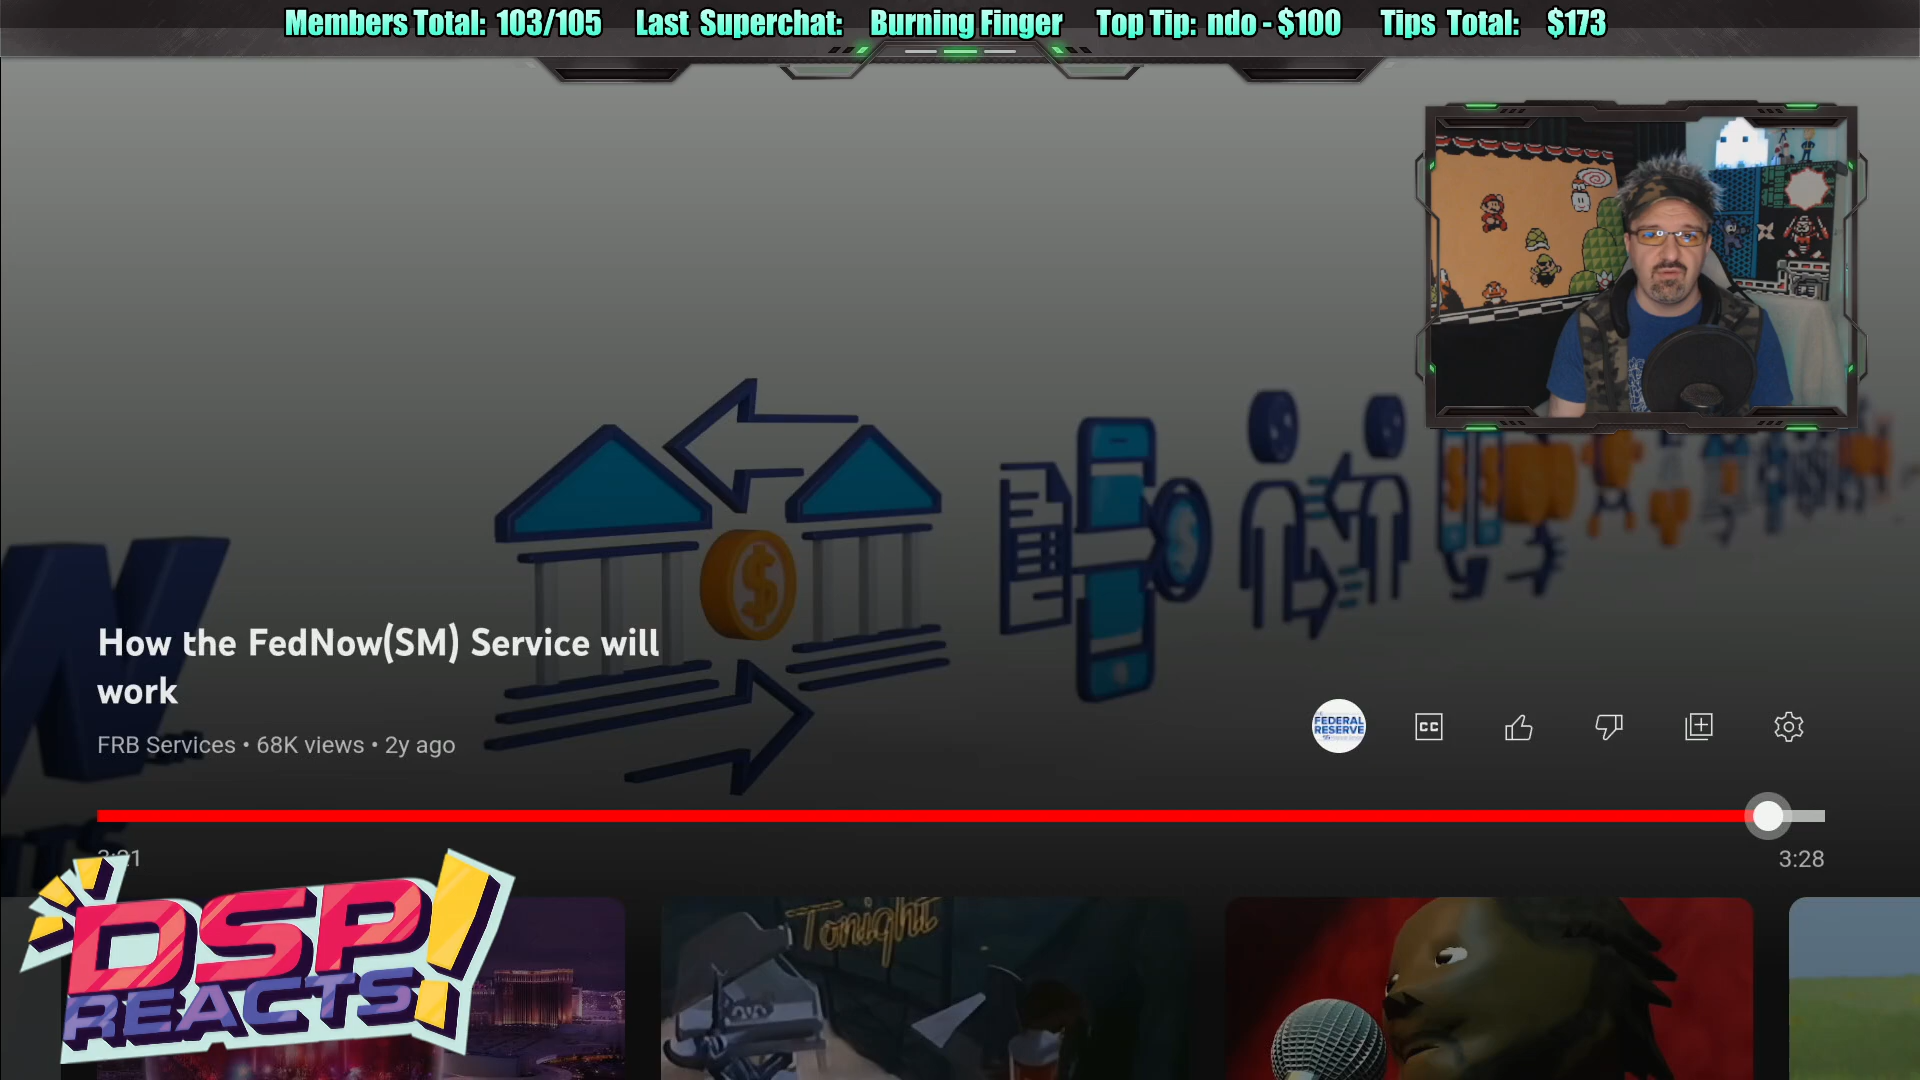 Members Total: 103/105 Last Superchat: Burning Finger Top Tip: ndo - $100 Tips Total: $173
How the FedNow(SM) Service will
work
FRB Services • 68K views • 2y ago
FEDERAL
RESERVE
CC
3:28
DSP
REACTS!
Tonight